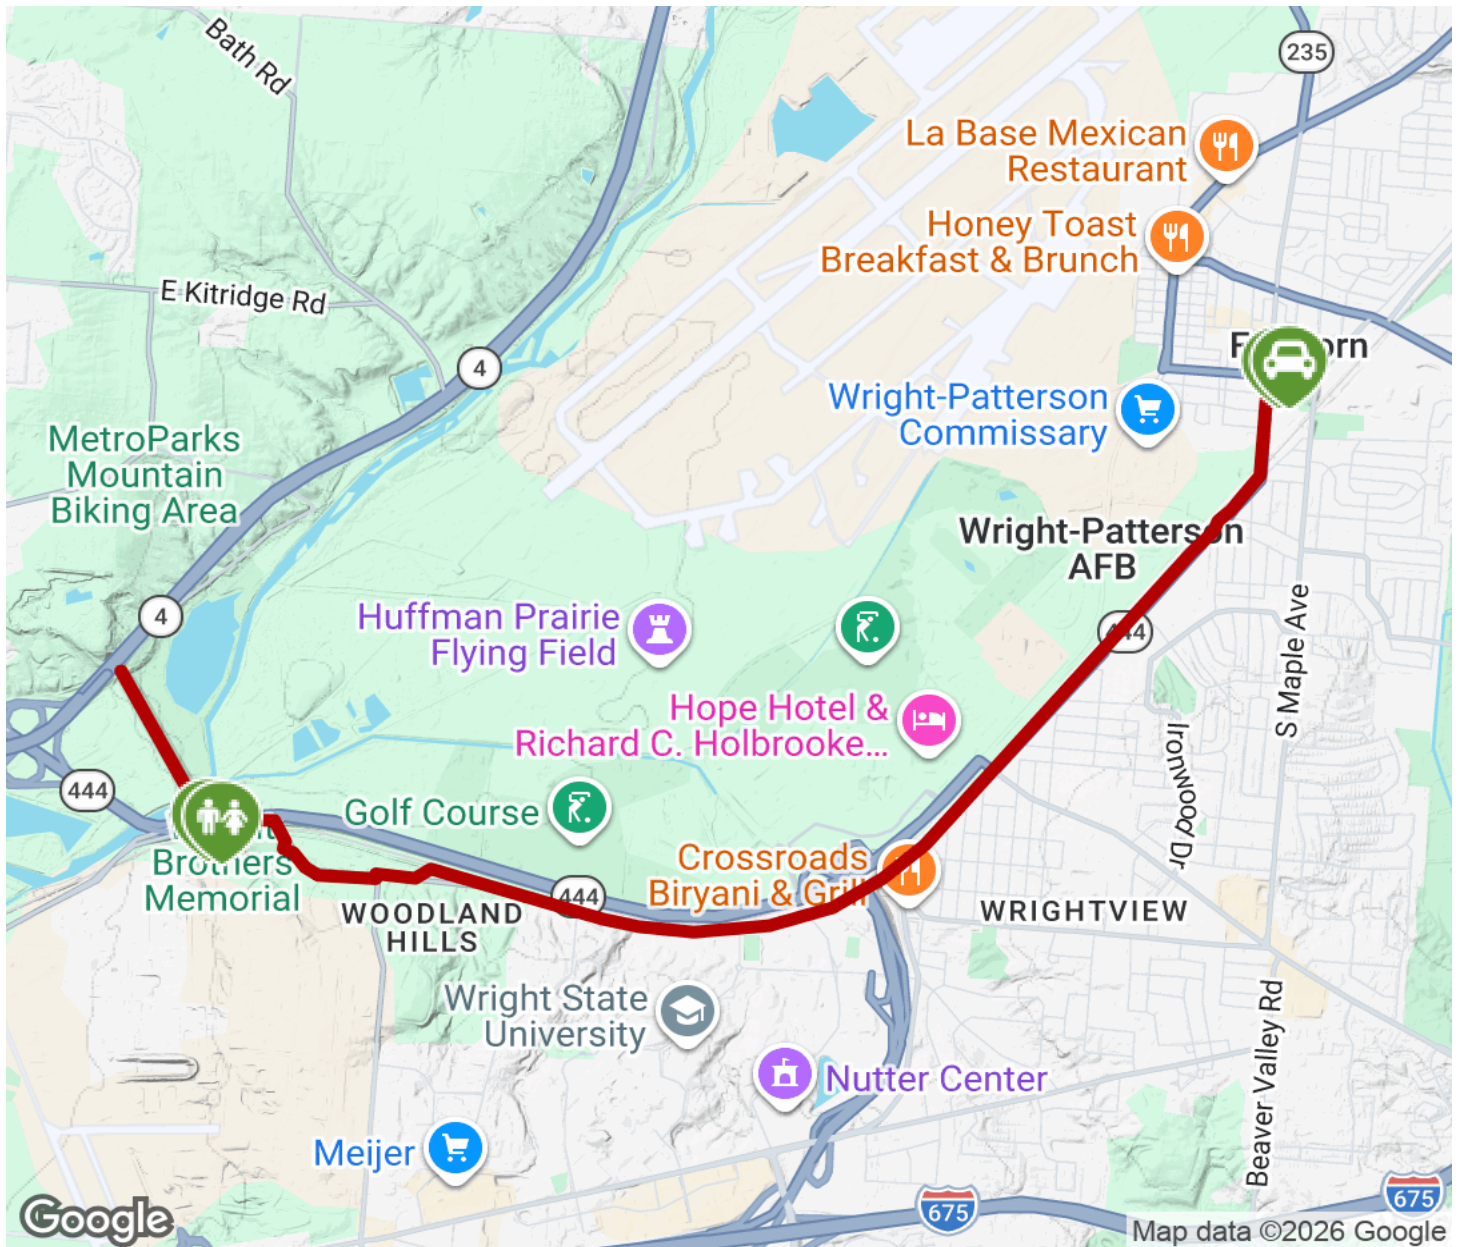 Bath Rd
235
La Base Mexican
Restaurant
Honey Toast
Breakfast & Brunch
E Kitridge Rd
4
Wright-Patterson
Commissary
MetroParks
Mountain
Biking Area
Wright-Patterson
AFB
4
Huffman Prairie
Flying Field
S Maple Ave
Hope Hotel &
Richard C. Holbrooke...
Ironwood Dr
444
Golf Course
Brothers
Memorial
Crossroads
Biryani & Grill
444
WOODLAND
HILLS
WRIGHTVIEW
Wright State
University
Nutter Center
Beaver Valley Rd
Meijer
675
675
Google
Map data ©2026 Google